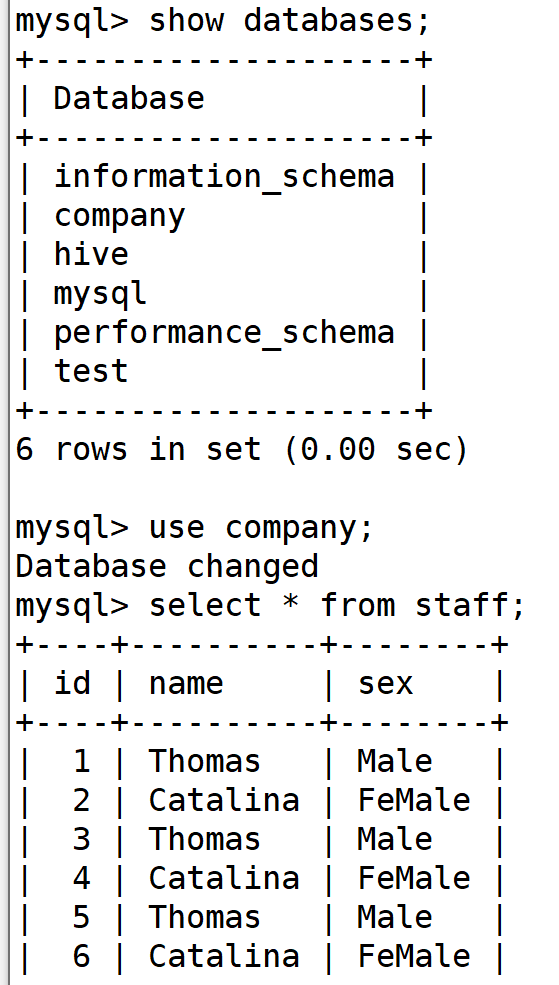 mysql> show databases;
+--------------------+
| Database           |
+--------------------+
| information_schema |
| company            |
| hive               |
| mysql              |
| performance_schema |
| test               |
+--------------------+
6 rows in set (0.00 sec)

mysql> use company;
Database changed
mysql> select * from staff;
+----+----------+--------+
| id | name     | sex    |
+----+----------+--------+
|  1 | Thomas   | Male   |
|  2 | Catalina | FeMale |
|  3 | Thomas   | Male   |
|  4 | Catalina | FeMale |
|  5 | Thomas   | Male   |
|  6 | Catalina | FeMale |